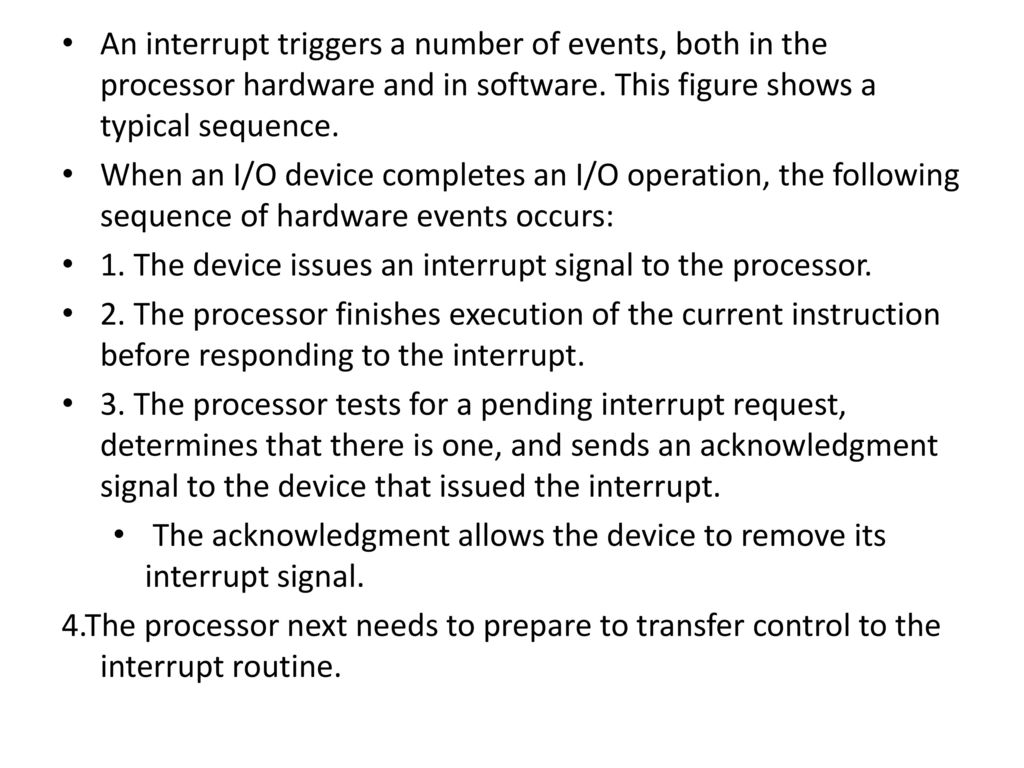 • An interrupt triggers a number of events, both in the
processor hardware and in software. This figure shows a
typical sequence.
• When an I/O device completes an I/O operation, the following
sequence of hardware events occurs:
• 1. The device issues an interrupt signal to the processor.
• 2. The processor finishes execution of the current instruction
before responding to the interrupt.
• 3. The processor tests for a pending interrupt request,
determines that there is one, and sends an acknowledgment
signal to the device that issued the interrupt.
• The acknowledgment allows the device to remove its
interrupt signal.
4.The processor next needs to prepare to transfer control to the
interrupt routine.